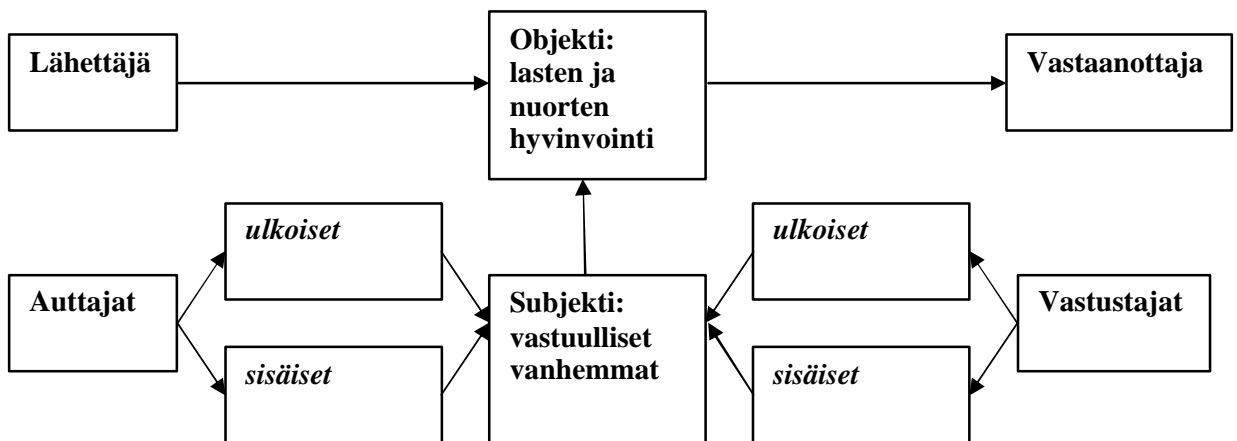 Lähettäjä
Objekti:
lasten ja
nuorten
hyvinvointi
Vastaanottaja
Auttajat
ulkoiset
sisäiset
Subjekti:
vastuulliset
vanhemmat
ulkoiset
sisäiset
Vastustajat